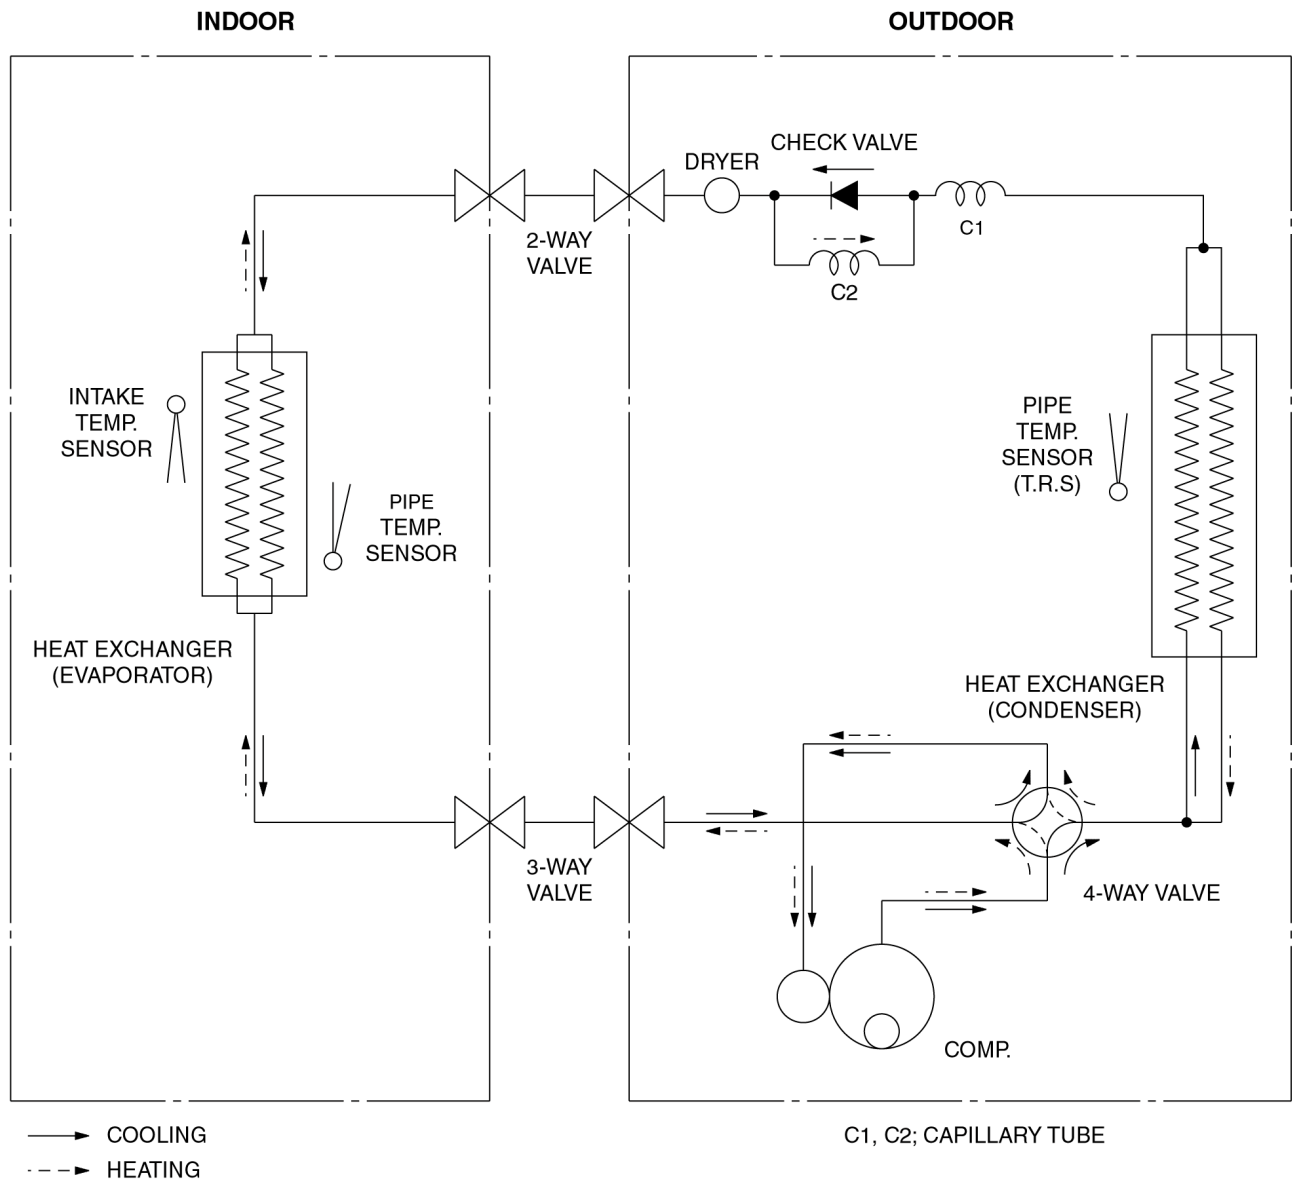 INDOOR
OUTDOOR
CHECK VALVE
DRYER
C1
2-WAY
VALVE
C2
INTAKE
TEMP.
SENSOR
PIPE
TEMP.
SENSOR
PIPE
TEMP.
SENSOR
(T.R.S)
HEAT EXCHANGER
(EVAPORATOR)
HEAT EXCHANGER
(CONDENSER)
3-WAY
VALVE
4-WAY VALVE
COMP.
COOLING
HEATING
C1, C2; CAPILLARY TUBE